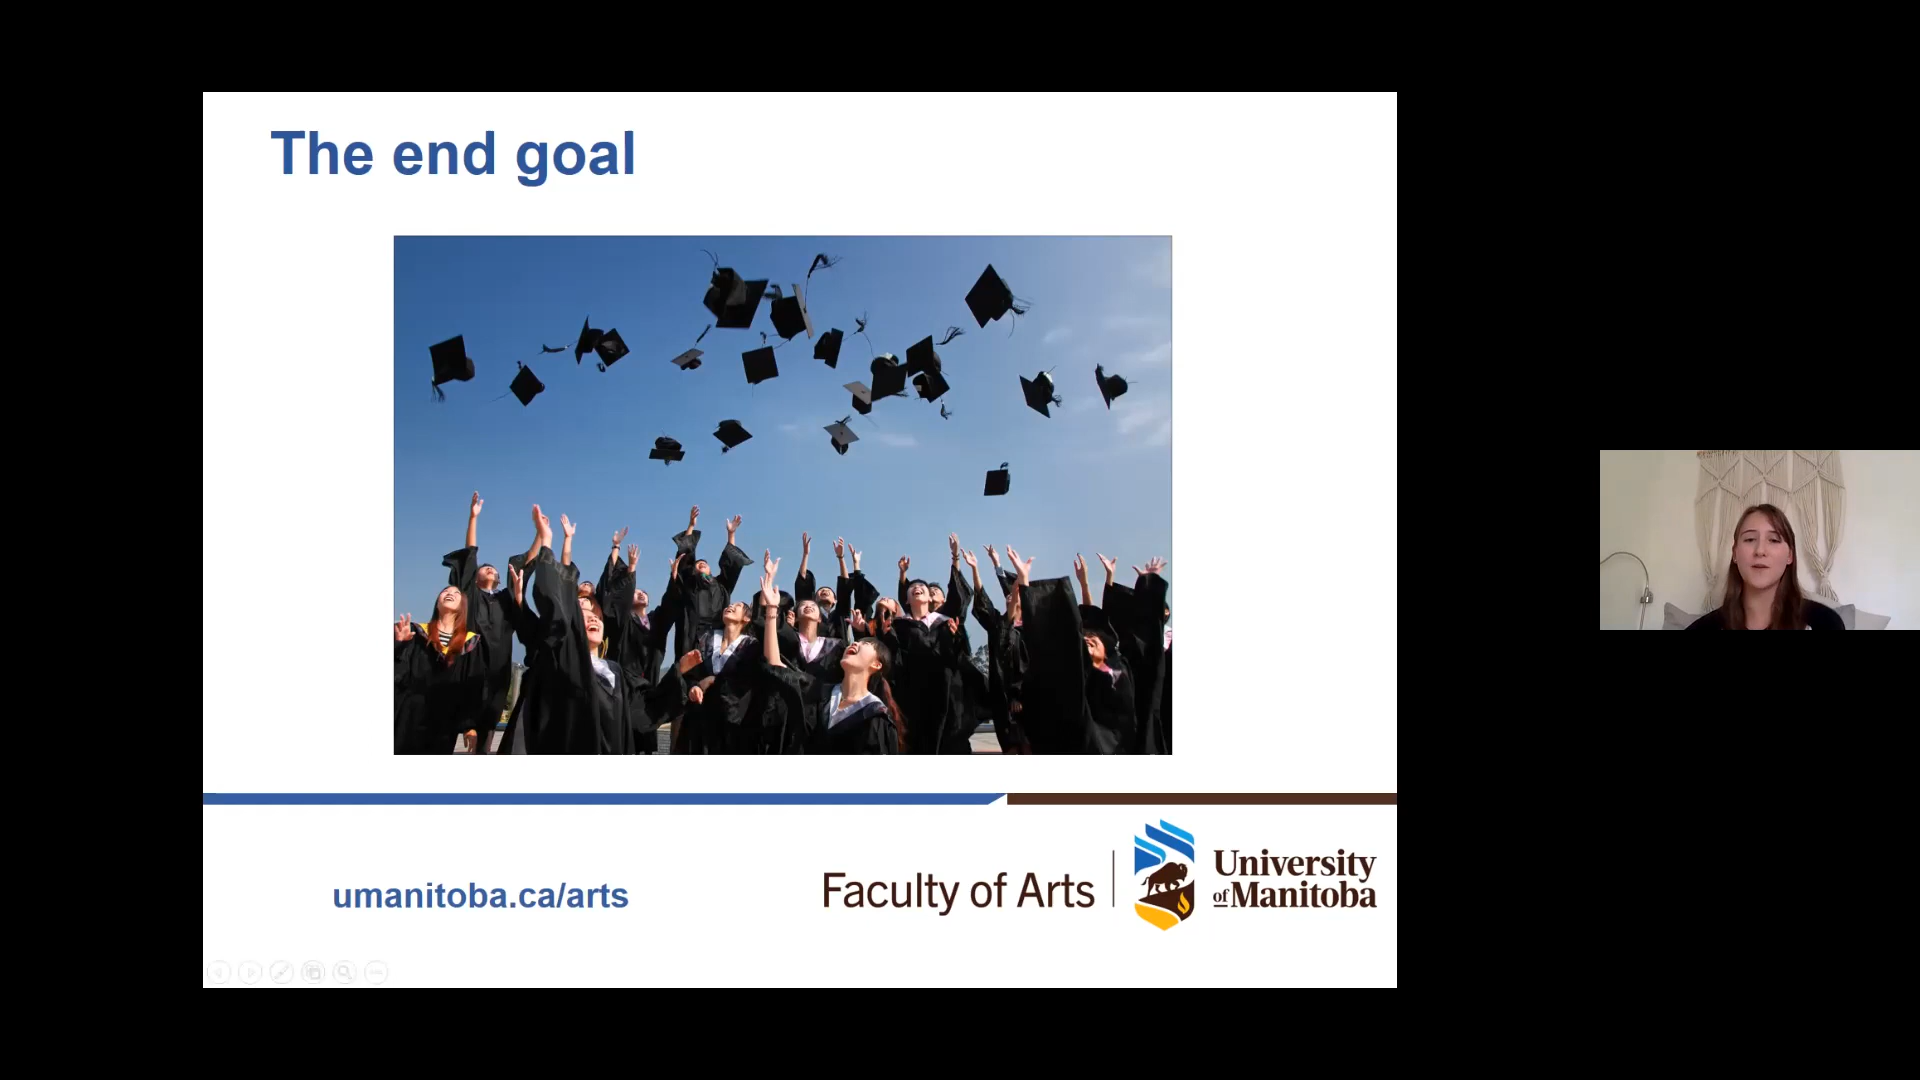 The end goal
umanitoba.ca/arts
Faculty of Arts
University
of Manitoba